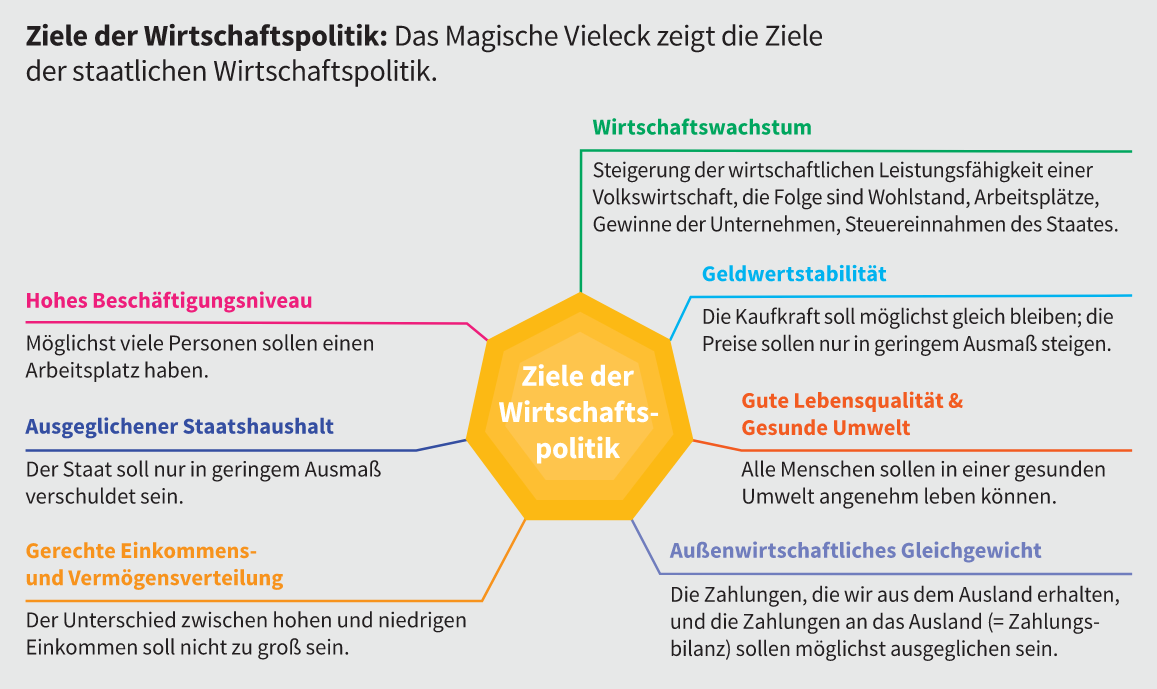 Ziele der Wirtschaftspolitik: Das Magische Vieleck zeigt die Ziele
der staatlichen Wirtschaftspolitik.
Wirtschaftswachstum
Steigerung der wirtschaftlichen Leistungsfähigkeit einer
Volkswirtschaft, die Folge sind Wohlstand, Arbeitsplätze,
Gewinne der Unternehmen, Steuereinnahmen des Staates.
Geldwertstabilität
Die Kaufkraft soll möglichst gleich bleiben; die
Preise sollen nur in geringem Ausmaß steigen.
Gute Lebensqualität &
Gesunde Umwelt
Alle Menschen sollen in einer gesunden
Umwelt angenehm leben können.
Außenwirtschaftliches Gleichgewicht
Die Zahlungen, die wir aus dem Ausland erhalten,
und die Zahlungen an das Ausland (= Zahlungs-
bilanz) sollen möglichst ausgeglichen sein.
Hohes Beschäftigungsniveau
Möglichst viele Personen sollen einen
Arbeitsplatz haben.
Ausgeglichener Staatshaushalt
Der Staat soll nur in geringem Ausmaß
verschuldet sein.
Gerechte Einkommens-
und Vermögensverteilung
Der Unterschied zwischen hohen und niedrigen
Einkommen soll nicht zu groß sein.
Ziele der
Wirtschafts-
politik